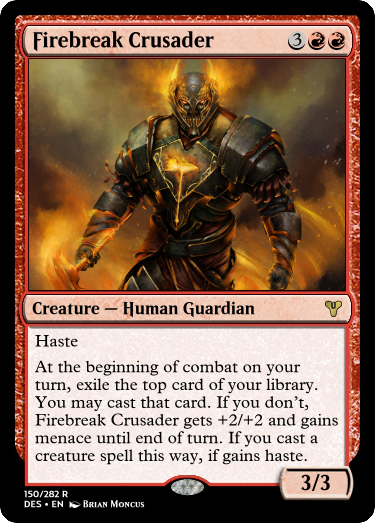 Firebreak Crusader 3
Creature — Human Guardian
Haste
At the beginning of combat on your
turn, exile the top card of your library.
You may cast that card. If you don't,
Firebreak Crusader gets +2/+2 and gains
menace until end of turn. If you cast a
creature spell this way, if gains haste.
3/3
150/282 R
DES • EN Brian Moncus